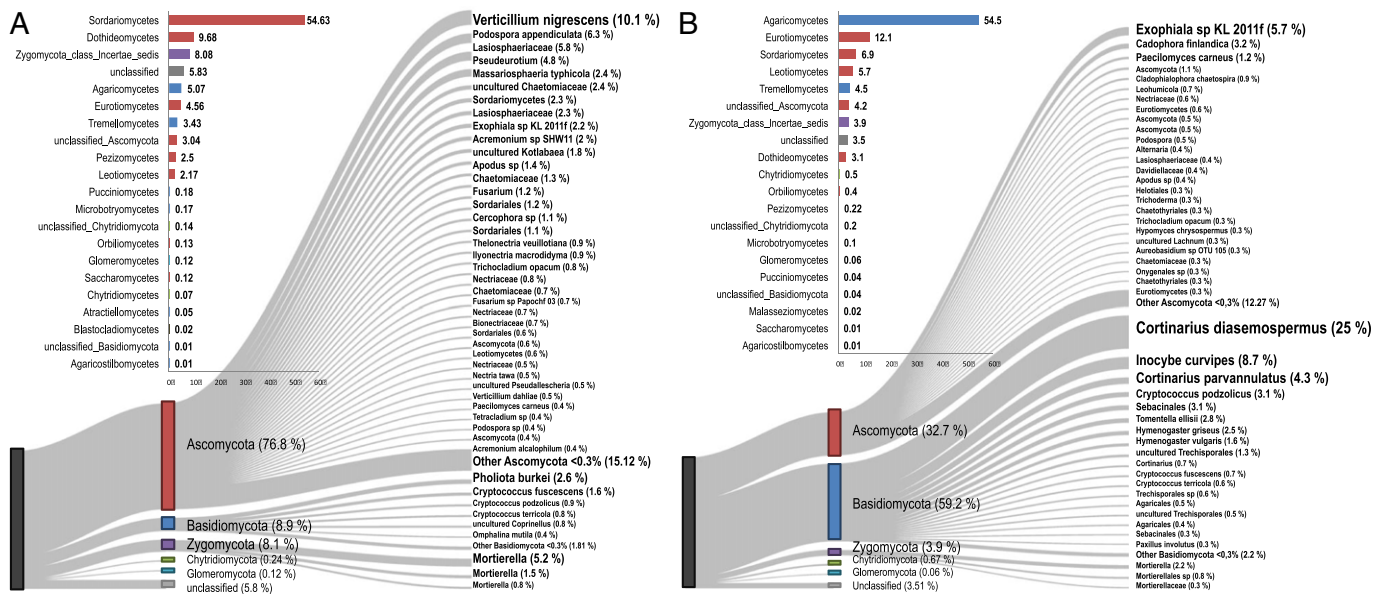 A
Sordariomycetes 54.63
Dothideomycetes 9.68
Zygomycota_class_Incertae_sedis 8.08
unclassified 5.83
Agaricomycetes 5.07
Eurotiomycetes 4.56
Tremellomycetes 3.43
unclassified_Ascomycota 3.04
Pezizomycetes 2.5
Leotiomycetes 2.17
Pucciniomycetes 0.18
Microbotryomycetes 0.17
unclassified_Chytridiomycota 0.14
Orbiliomycetes 0.13
Glomeromycetes 0.12
Saccharomycetes 0.12
Chytridiomycetes 0.07
Atractiellomycetes 0.05
Blastocladiomycetes 0.02
unclassified_Basidiomycota 0.01
Agaricostilbomycetes 0.01
Ascomycota (76.8 %)
Basidiomycota (8.9 %)
Zygomycota (8.1 %)
Chytridiomycota (0.24 %)
Glomeromycota (0.12 %)
unclassified (5.8 %)
Verticillium nigrescens (10.1 %)
Podospora appendiculata (6.3 %)
Lasiosphaeriaceae (5.8 %)
Pseudeurotium (4.8 %)
Massariosphaeria typhicola (2.4 %)
uncultured Chaetomiaceae (2.4 %)
Sordariomycetes (2.3 %)
Lasiosphaeriaceae (2.3 %)
Exophiala sp KL 2011f (2.2 %)
Acremonium sp SHW11 (2 %)
uncultured Kotlabaea (1.8 %)
Apodus sp (1.4 %)
Chaetomiaceae (1.3 %)
Fusarium (1.2 %)
Sordariales (1.2 %)
Cercophora sp (1.1 %)
Sordariales (1.1 %)
Thelonectria veuillotiana (0.9 %)
Ilyonectria macrodidyma (0.9 %)
Trichocladium opacum (0.8 %)
Nectriaceae (0.8 %)
Chaetomiaceae (0.7 %)
Fusarium sp Papochf 03 (0.7 %)
Nectriaceae (0.7 %)
Bionectriaceae (0.7 %)
Sordariales (0.6 %)
Ascomycota (0.6 %)
Leotiomycetes (0.6 %)
Nectriaceae (0.5 %)
Nectria tawa (0.5 %)
uncultured Pseudallescheria (0.5 %)
Verticillium dahliae (0.5 %)
Paecilomyces carneus (0.4 %)
Tetracladium sp (0.4 %)
Podospora sp (0.4 %)
Ascomycota (0.4 %)
Acremonium alcalophilum (0.4 %)
Other Ascomycota <0.3% (15.12 %)
Pholiota burkei (2.6 %)
Cryptococcus fuscescens (1.6 %)
Cryptococcus podzolicus (0.9 %)
Cryptococcus terricola (0.8 %)
uncultured Coprinellus (0.8 %)
Omphalina mutila (0.4 %)
Other Basidiomycota <0.3% (1.81 %)
Mortierella (5.2 %)
Mortierella (1.5 %)
Mortierella (0.8 %)
B
Agaricomycetes 54.5
Eurotiomycetes 12.1
Sordariomycetes 6.9
Leotiomycetes 5.7
Tremellomycetes 4.5
unclassified_Ascomycota 4.2
Zygomycota_class_Incertae_sedis 3.9
unclassified 3.5
Dothideomycetes 3.1
Chytridiomycetes 0.5
Orbiliomycetes 0.4
Pezizomycetes 0.22
unclassified_Chytridiomycota 0.2
Microbotryomycetes 0.1
Glomeromycetes 0.06
Pucciniomycetes 0.04
unclassified_Basidiomycota 0.04
Malasseziomycetes 0.02
Saccharomycetes 0.01
Agaricostilbomycetes 0.01
Ascomycota (32.7 %)
Basidiomycota (59.2 %)
Zygomycota (3.9 %)
Chytridiomycota (0.67 %)
Glomeromycota (0.06 %)
Unclassified (3.51 %)
Exophiala sp KL 2011f (5.7 %)
Cadophora finlandica (3.2 %)
Paecilomyces carneus (1.2 %)
Ascomycota (1.1 %)
Cladophialophora chaetospira (0.9 %)
Leohumicola (0.7 %)
Nectriaceae (0.6 %)
Eurotiomycetes (0.6 %)
Ascomycota (0.5 %)
Ascomycota (0.5 %)
Podospora (0.5 %)
Alternaria (0.4 %)
Lasiosphaeriaceae (0.4 %)
Davidiellaceae (0.4 %)
Apodus sp (0.4 %)
Helotiales (0.3 %)
Trichoderma (0.3 %)
Chaetothyriales (0.3 %)
Trichocladium opacum (0.3 %)
Hypomyces chrysospermus (0.3 %)
uncultured Lachnum (0.3 %)
Aureobasidium sp OTU 105 (0.3 %)
Chaetomiaceae (0.3 %)
Onygenales sp (0.3 %)
Chaetothyriales (0.3 %)
Eurotiomycetes (0.3 %)
Other Ascomycota <0,3% (12.27 %)
Cortinarius diasemospermus (25 %)
Inocybe curvipes (8.7 %)
Cortinarius parvannulatus (4.3 %)
Cryptococcus podzolicus (3.1 %)
Sebacinales (3.1 %)
Tomentella ellisii (2.8 %)
Hymenogaster griseus (2.5 %)
Hymenogaster vulgaris (1.6 %)
uncultured Trechisporales (1.3 %)
Cortinarius (0.7 %)
Cryptococcus fuscescens (0.7 %)
Cryptococcus terricola (0.6 %)
Trechisporales sp (0.6 %)
Agaricales (0.5 %)
uncultured Trechisporales (0.5 %)
Agaricales (0.4 %)
Sebacinales (0.3 %)
Paxillus involutus (0.3 %)
Other Basidiomycota <0,3% (2.2 %)
Mortierella (2.2 %)
Mortierellales sp (0.8 %)
Mortierellaceae (0.3 %)